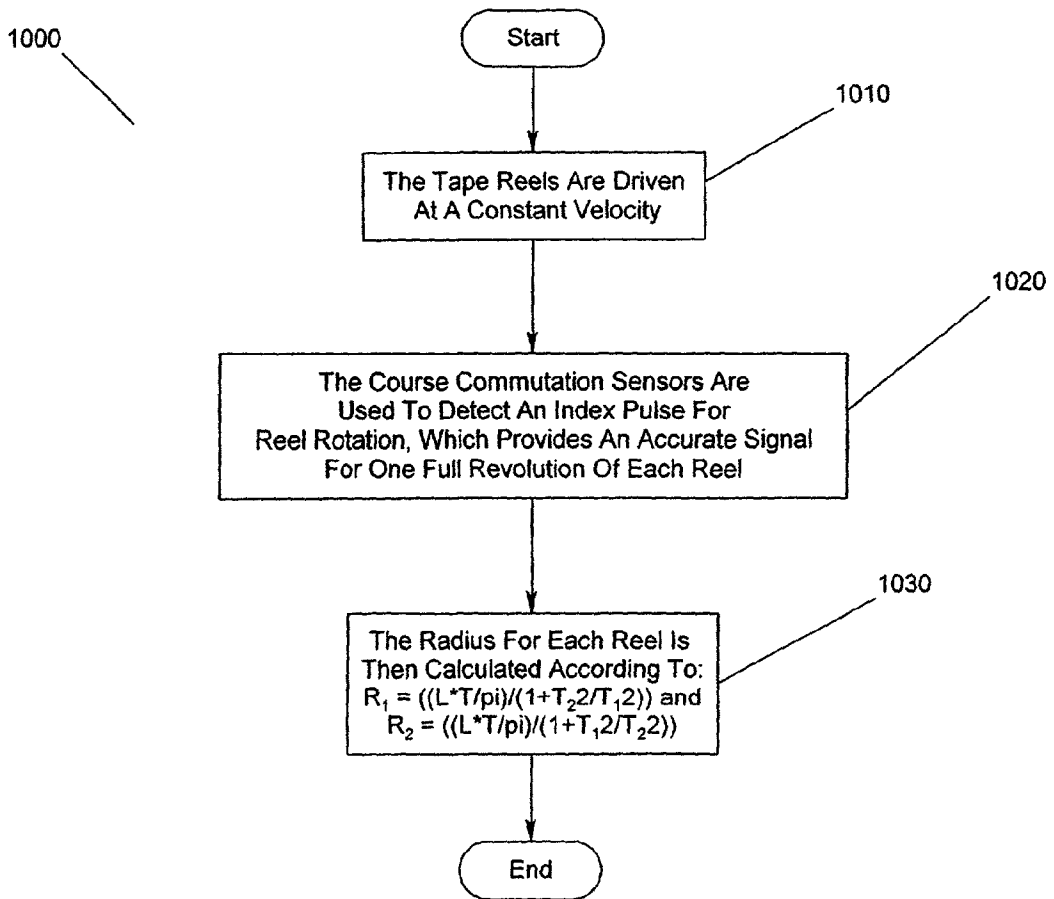 1000
Start
1010
The Tape Reels Are Driven
At A Constant Velocity
1020
The Course Commutation Sensors Are
Used To Detect An Index Pulse For
Reel Rotation, Which Provides An Accurate Signal
For One Full Revolution Of Each Reel
1030
The Radius For Each Reel Is
Then Calculated According To:
R₁ = ((L*T/pi)/(1+T₂2/T₁2)) and
R₂ = ((L*T/pi)/(1+T₁2/T₂2))
End